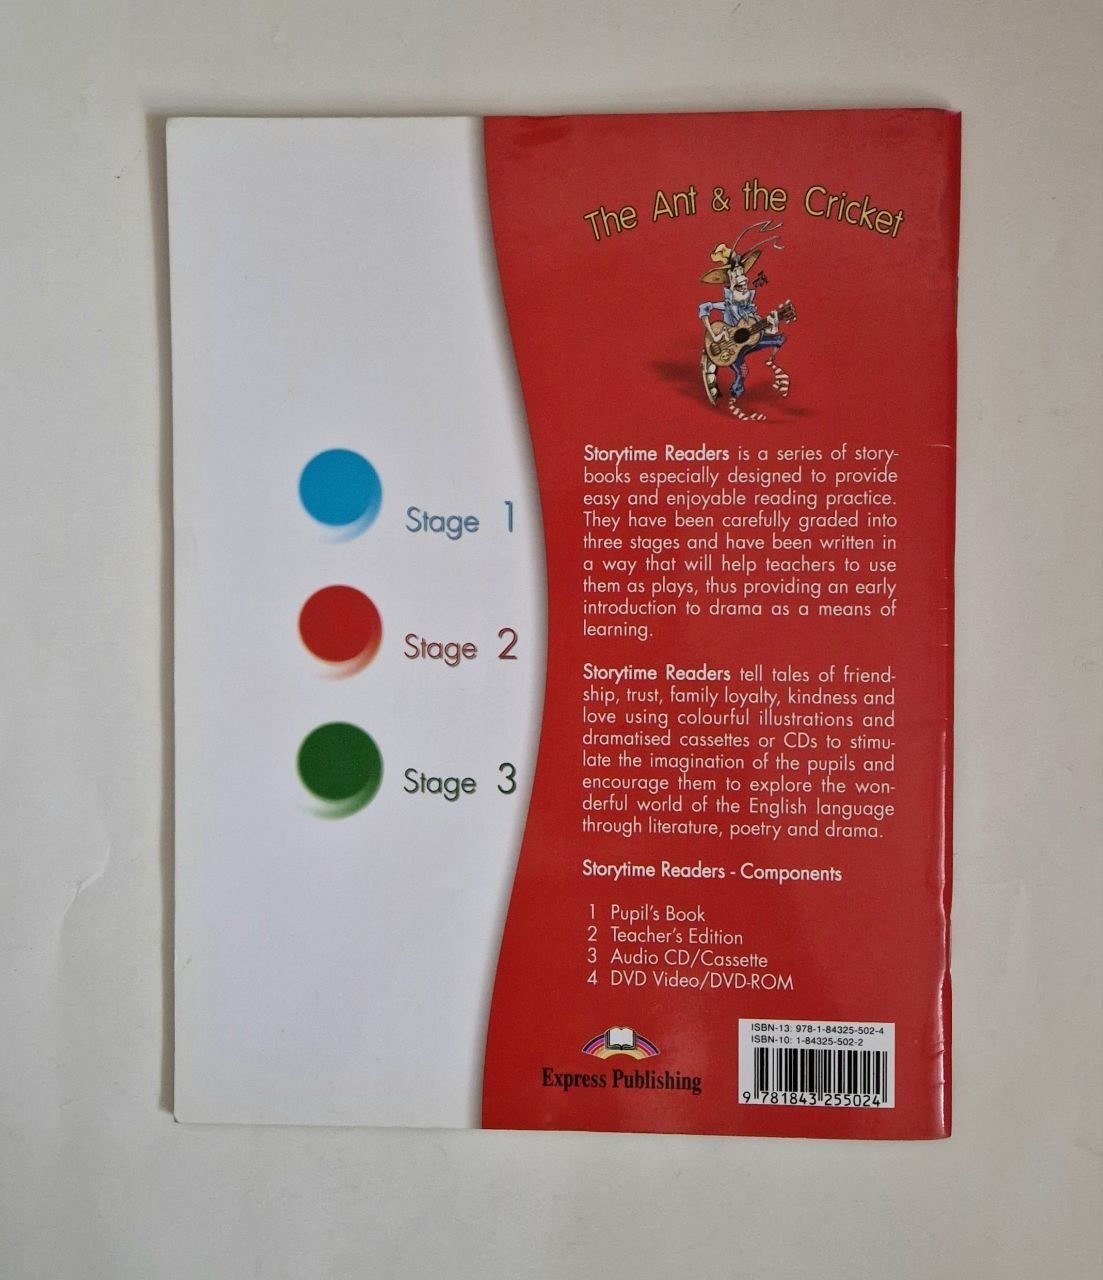 The Ant & the Cricket
Stage 1
Stage 2
Stage 3
Storytime Readers is a series of story-
books especially designed to provide
easy and enjoyable reading practice.
They have been carefully graded into
three stages and have been written in
a way that will help teachers to use
them as plays, thus providing an early
introduction to drama as a means of
learning.
Storytime Readers tell tales of friend-
ship, trust, family loyalty, kindness and
love using colourful illustrations and
dramatised cassettes or CDs to stimu-
late the imagination of the pupils and
encourage them to explore the won-
derful world of the English language
through literature, poetry and drama.
Storytime Readers - Components
1 Pupil's Book
2 Teacher's Edition
3 Audio CD/Cassette
4 DVD Video/DVD-ROM
Express Publishing
ISBN-13: 978-1-84325-502-4
ISBN-10: 1-84325-502-2
9 781843 255024